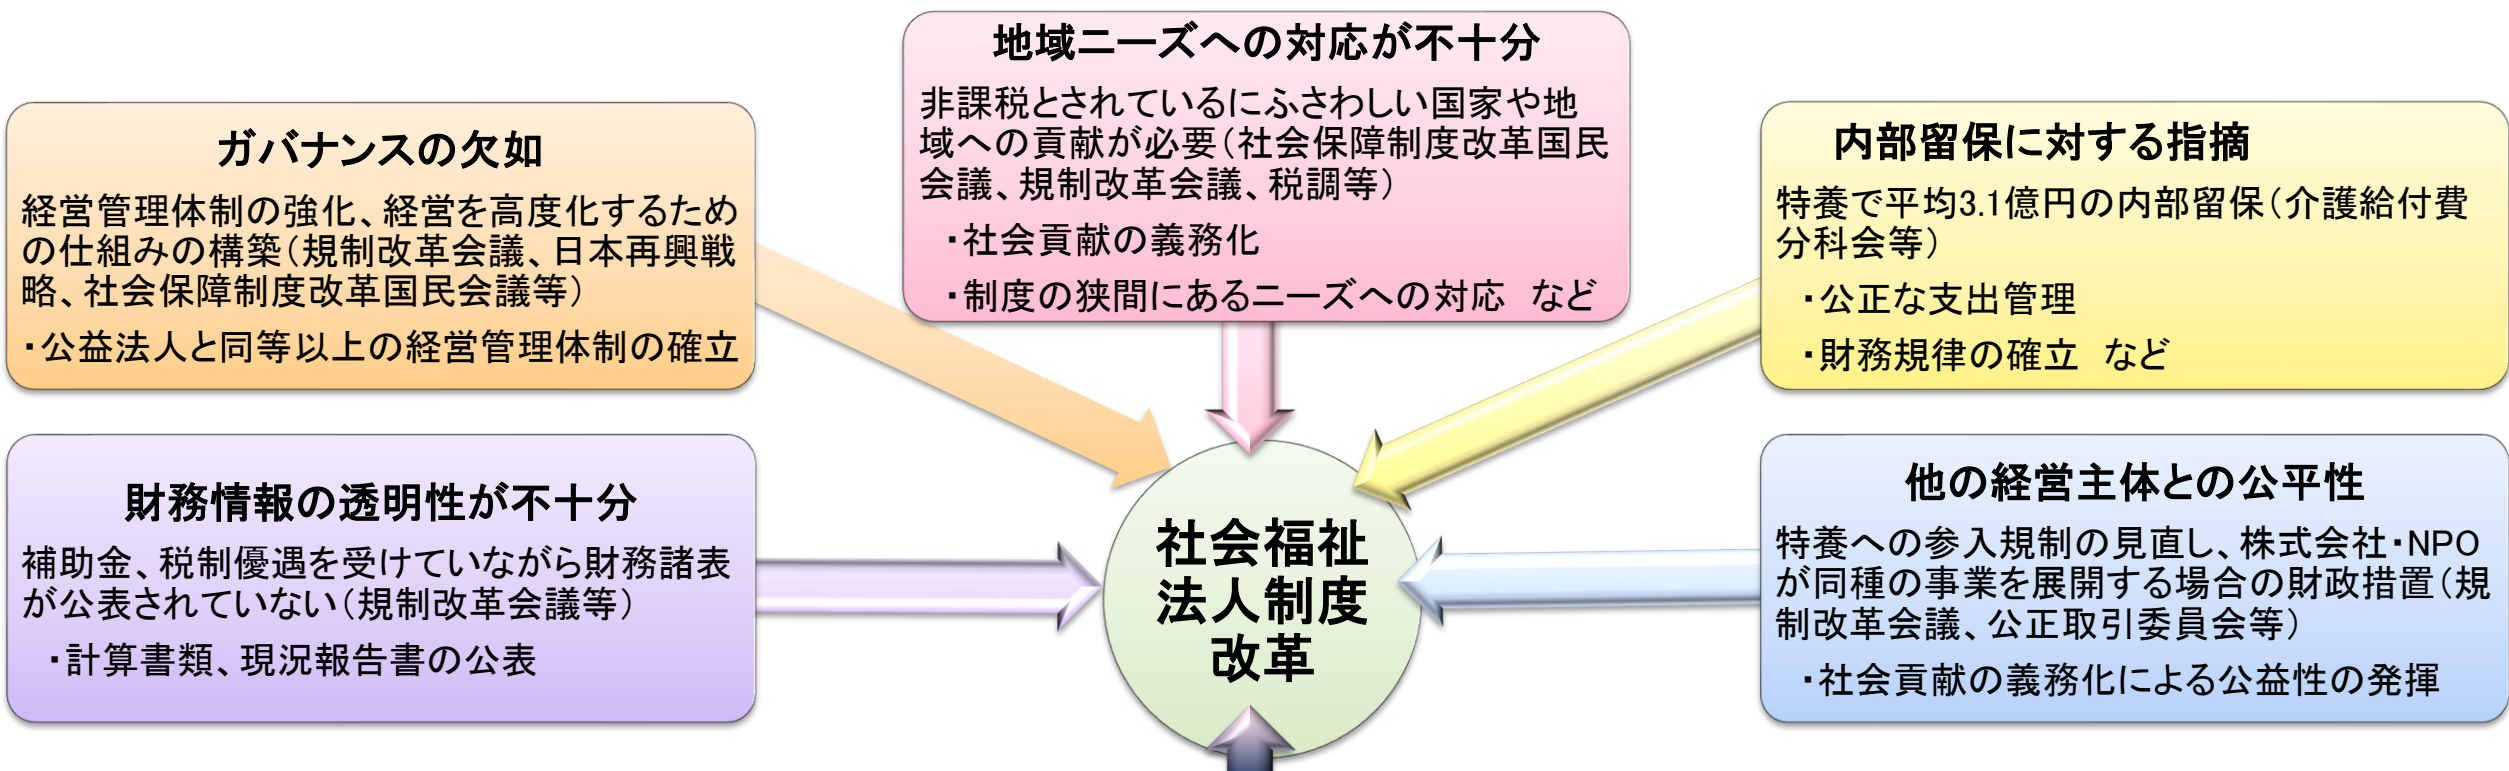 ガバナンスの欠如
経営管理体制の強化、経営を高度化するため
の仕組みの構築（規制改革会議、日本再興戦
略、社会保障制度改革国民会議等）
・公益法人と同等以上の経営管理体制の確立
地域ニーズへの対応が不十分
非課税とされているにふさわしい国家や地
域への貢献が必要（社会保障制度改革国民
会議、規制改革会議、税調等）
・社会貢献の義務化
・制度の狭間にあるニーズへの対応　など
内部留保に対する指摘
特養で平均3.1億円の内部留保（介護給付費
分科会等）
・公正な支出管理
・財務規律の確立　など
財務情報の透明性が不十分
補助金、税制優遇を受けていながら財務諸表
が公表されていない（規制改革会議等）
・計算書類、現況報告書の公表
社会福祉
法人制度
改革
他の経営主体との公平性
特養への参入規制の見直し、株式会社・NPO
が同種の事業を展開する場合の財政措置（規
制改革会議、公正取引委員会等）
・社会貢献の義務化による公益性の発揮